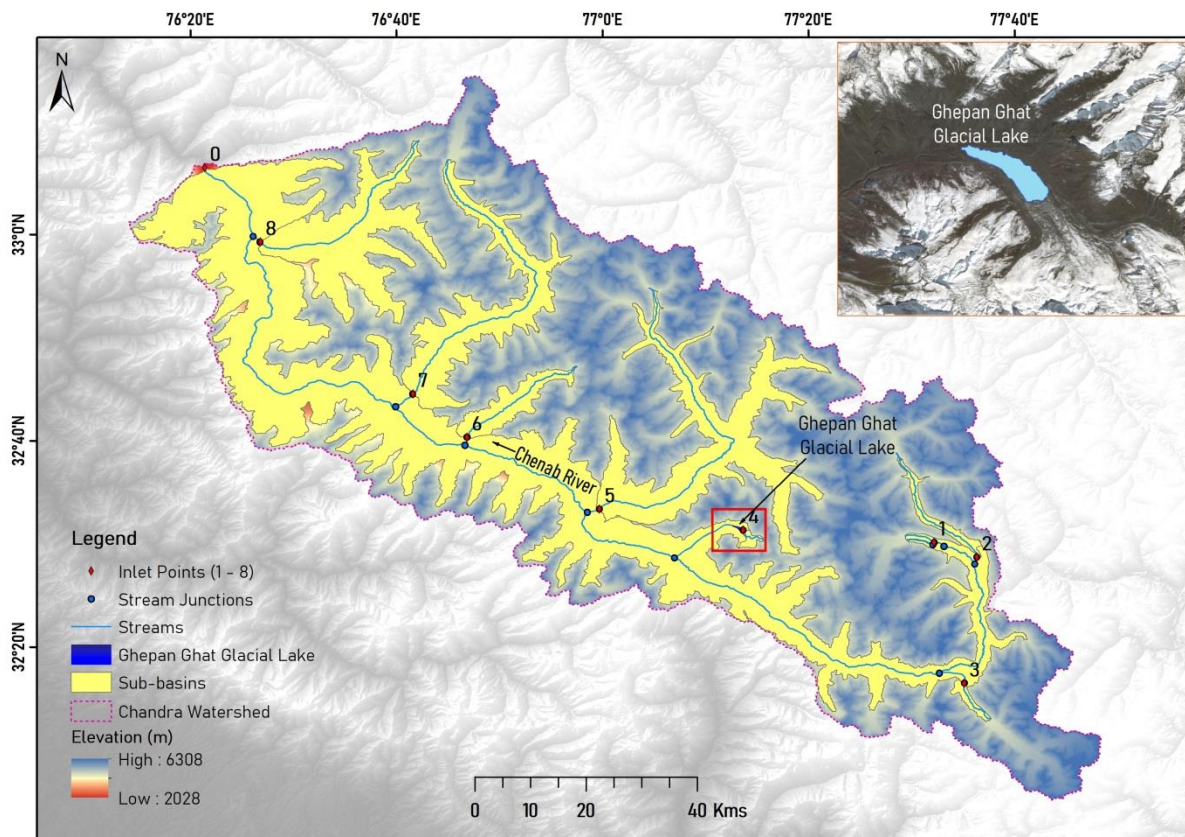 76°20'E 76°40'E 77°0'E 77°20'E 77°40'E
N
Ghepan Ghat
Glacial Lake
0
8
33°0'N
7
6
Chenab River
5
Ghepan Ghat
Glacial Lake
4
1
2
3
32°40'N
32°20'N
Legend
Inlet Points (1 - 8)
Stream Junctions
Streams
Ghepan Ghat Glacial Lake
Sub-basins
Chandra Watershed
Elevation (m)
High : 6308
Low : 2028
0 10 20 40 Kms